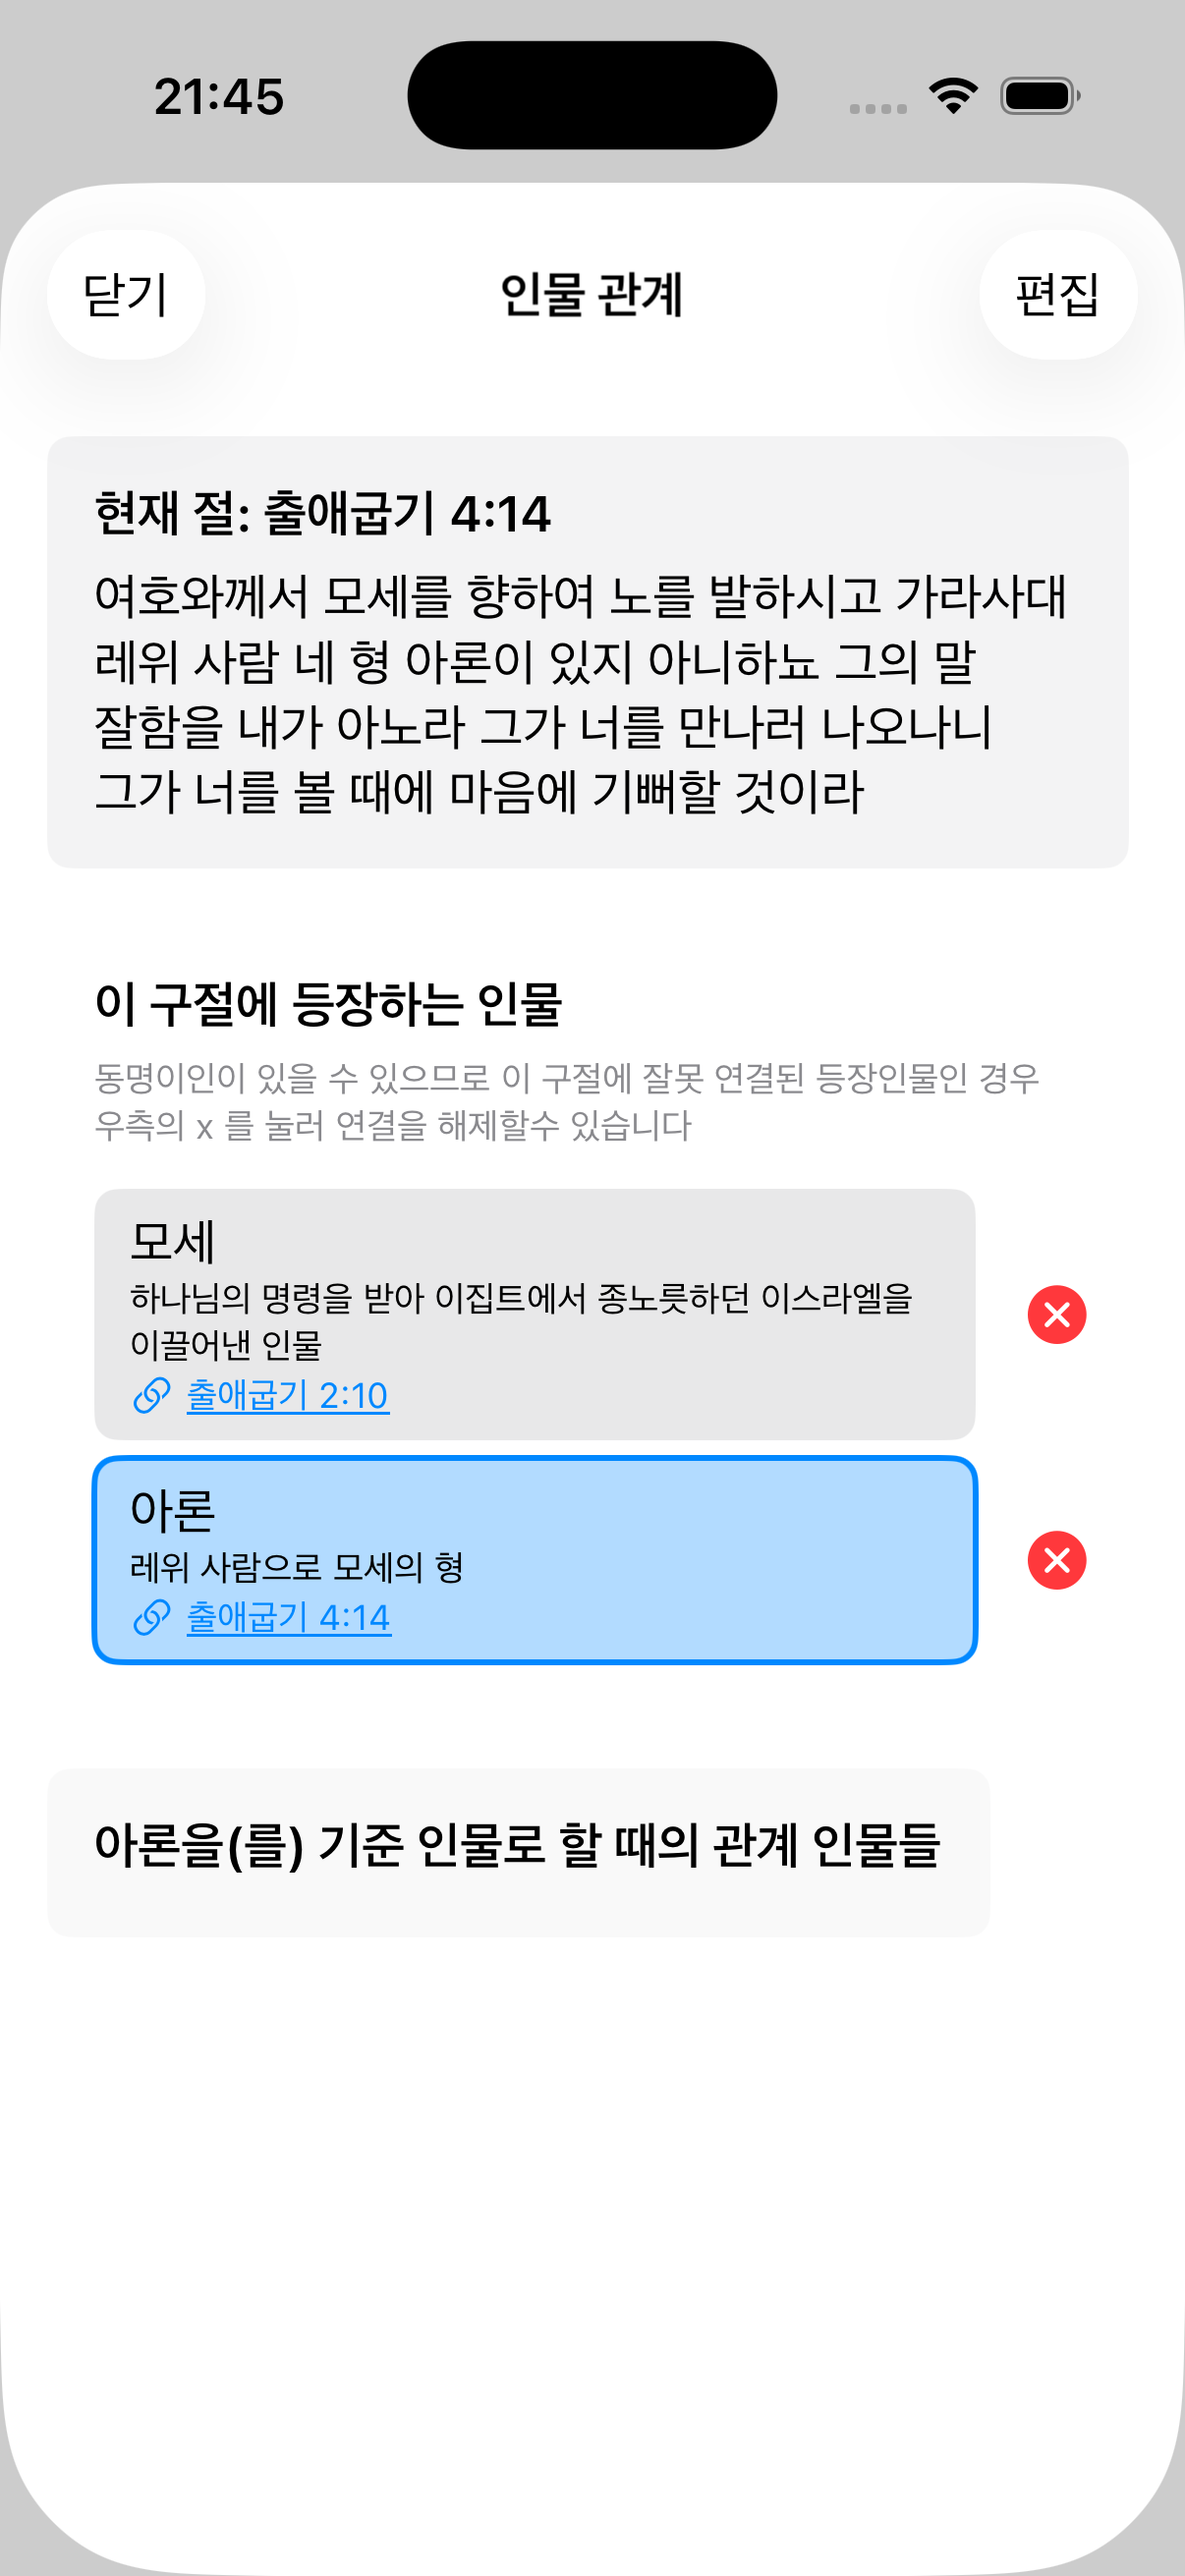 21:45
닫기
인물 관계
편집
현재 절: 출애굽기 4:14
여호와께서 모세를 향하여 노를 발하시고 가라사대
레위 사람 네 형 아론이 있지 아니하뇨 그의 말
잘함을 내가 아노라 그가 너를 만나러 나오나니
그가 너를 볼 때에 마음에 기뻐할 것이라
이 구절에 등장하는 인물
동명이인이 있을 수 있으므로 이 구절에 잘못 연결된 등장인물인 경우
우측의 x 를 눌러 연결을 해제할수 있습니다
모세
하나님의 명령을 받아 이집트에서 종노릇하던 이스라엘을
이끌어낸 인물
출애굽기 2:10
아론
레위 사람으로 모세의 형
출애굽기 4:14
아론을(를) 기준 인물로 할 때의 관계 인물들